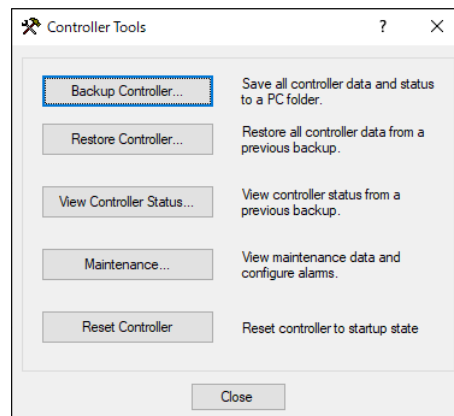 Controller Tools ?
Backup Controller...
Save all controller data and status
to a PC folder.
Restore Controller...
Restore all controller data from a
previous backup.
View Controller Status...
View controller status from a
previous backup.
Maintenance...
View maintenance data and
configure alarms.
Reset Controller
Reset controller to startup state
Close